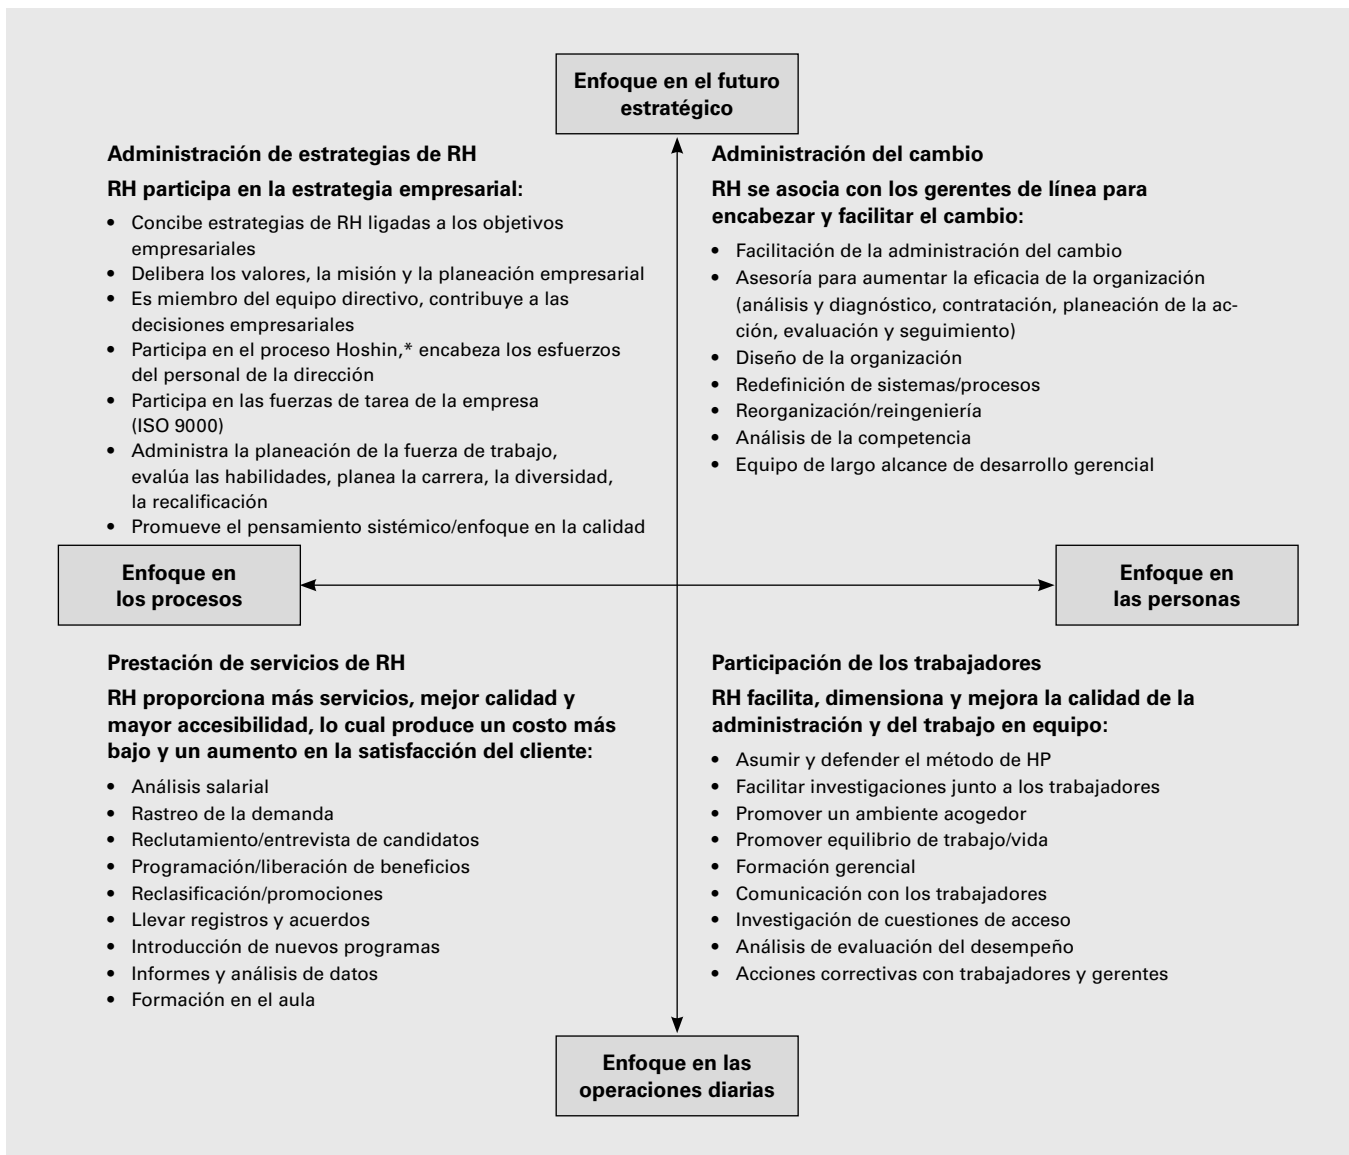 Enfoque en el futuro
estratégico
Administración de estrategias de RH
RH participa en la estrategia empresarial:
• Concibe estrategias de RH ligadas a los objetivos
empresariales
• Delibera los valores, la misión y la planeación empresarial
• Es miembro del equipo directivo, contribuye a las
decisiones empresariales
• Participa en el proceso Hoshin,* encabeza los esfuerzos
del personal de la dirección
• Participa en las fuerzas de tarea de la empresa
(ISO 9000)
• Administra la planeación de la fuerza de trabajo,
evalúa las habilidades, planea la carrera, la diversidad,
la recalificación
• Promueve el pensamiento sistémico/enfoque en la calidad
Administración del cambio
RH se asocia con los gerentes de línea para
encabezar y facilitar el cambio:
• Facilitación de la administración del cambio
• Asesoría para aumentar la eficacia de la organización
(análisis y diagnóstico, contratación, planeación de la ac-
ción, evaluación y seguimiento)
• Diseño de la organización
• Redefinición de sistemas/procesos
• Reorganización/reingeniería
• Análisis de la competencia
• Equipo de largo alcance de desarrollo gerencial
Enfoque en
los procesos
Enfoque en
las personas
Prestación de servicios de RH
RH proporciona más servicios, mejor calidad y
mayor accesibilidad, lo cual produce un costo más
bajo y un aumento en la satisfacción del cliente:
• Análisis salarial
• Rastreo de la demanda
• Reclutamiento/entrevista de candidatos
• Programación/liberación de beneficios
• Reclasificación/promociones
• Llevar registros y acuerdos
• Introducción de nuevos programas
• Informes y análisis de datos
• Formación en el aula
Participación de los trabajadores
RH facilita, dimensiona y mejora la calidad de la
administración y del trabajo en equipo:
• Asumir y defender el método de HP
• Facilitar investigaciones junto a los trabajadores
• Promover un ambiente acogedor
• Promover equilibrio de trabajo/vida
• Formación gerencial
• Comunicación con los trabajadores
• Investigación de cuestiones de acceso
• Análisis de evaluación del desempeño
• Acciones correctivas con trabajadores y gerentes
Enfoque en las
operaciones diarias